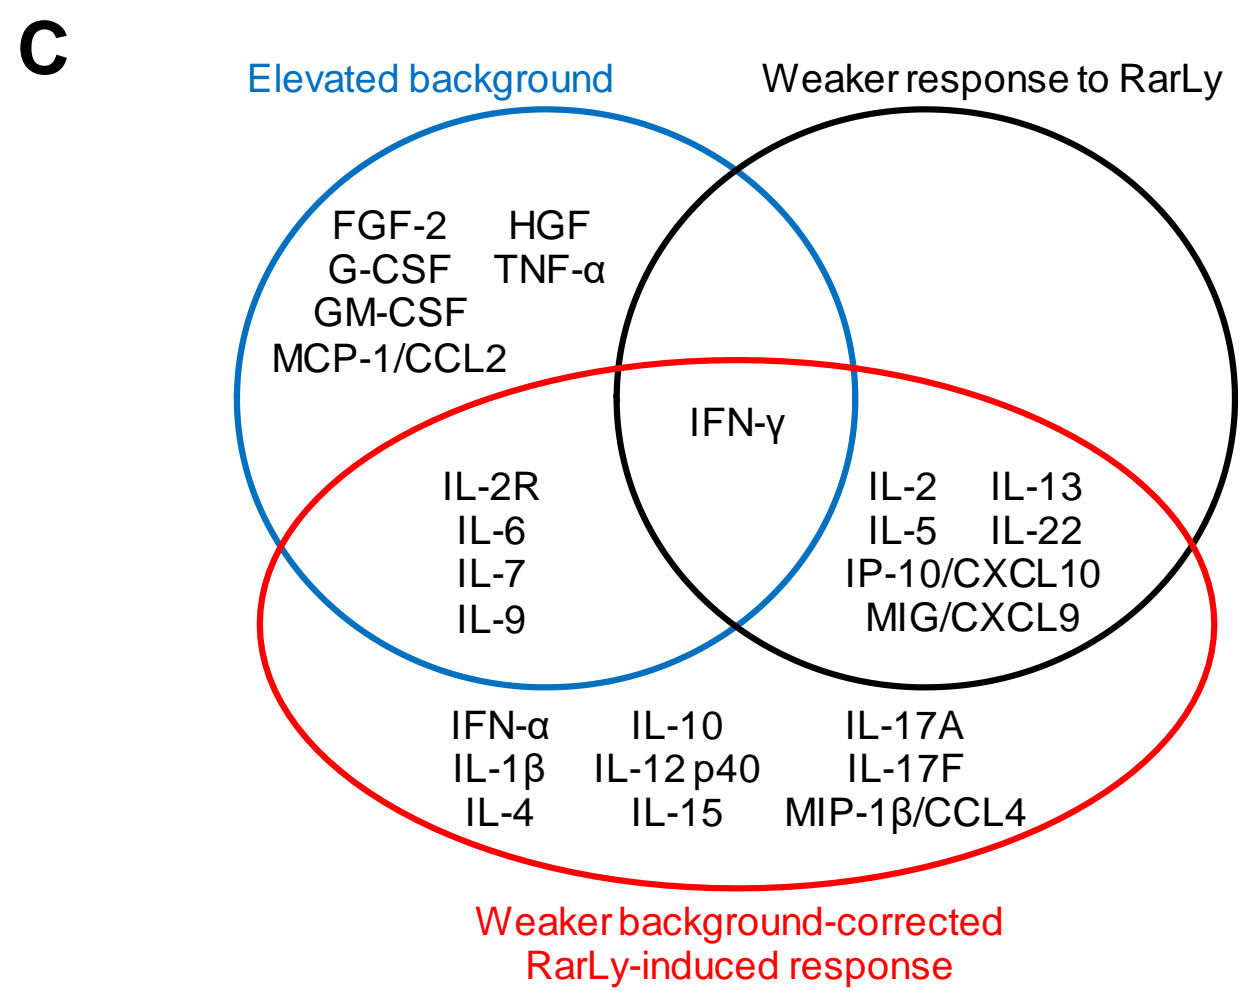 C
Elevated background
Weaker response to RarLy
FGF-2 HGF
G-CSF TNF-α
GM-CSF
MCP-1/CCL2
IFN-γ
IL-2R
IL-6
IL-7
IL-9
IL-2 IL-13
IL-5 IL-22
IP-10/CXCL10
MIG/CXCL9
IFN-α IL-10 IL-17A
IL-1β IL-12 p40 IL-17F
IL-4 IL-15 MIP-1β/CCL4
Weaker background-corrected
RarLy-induced response